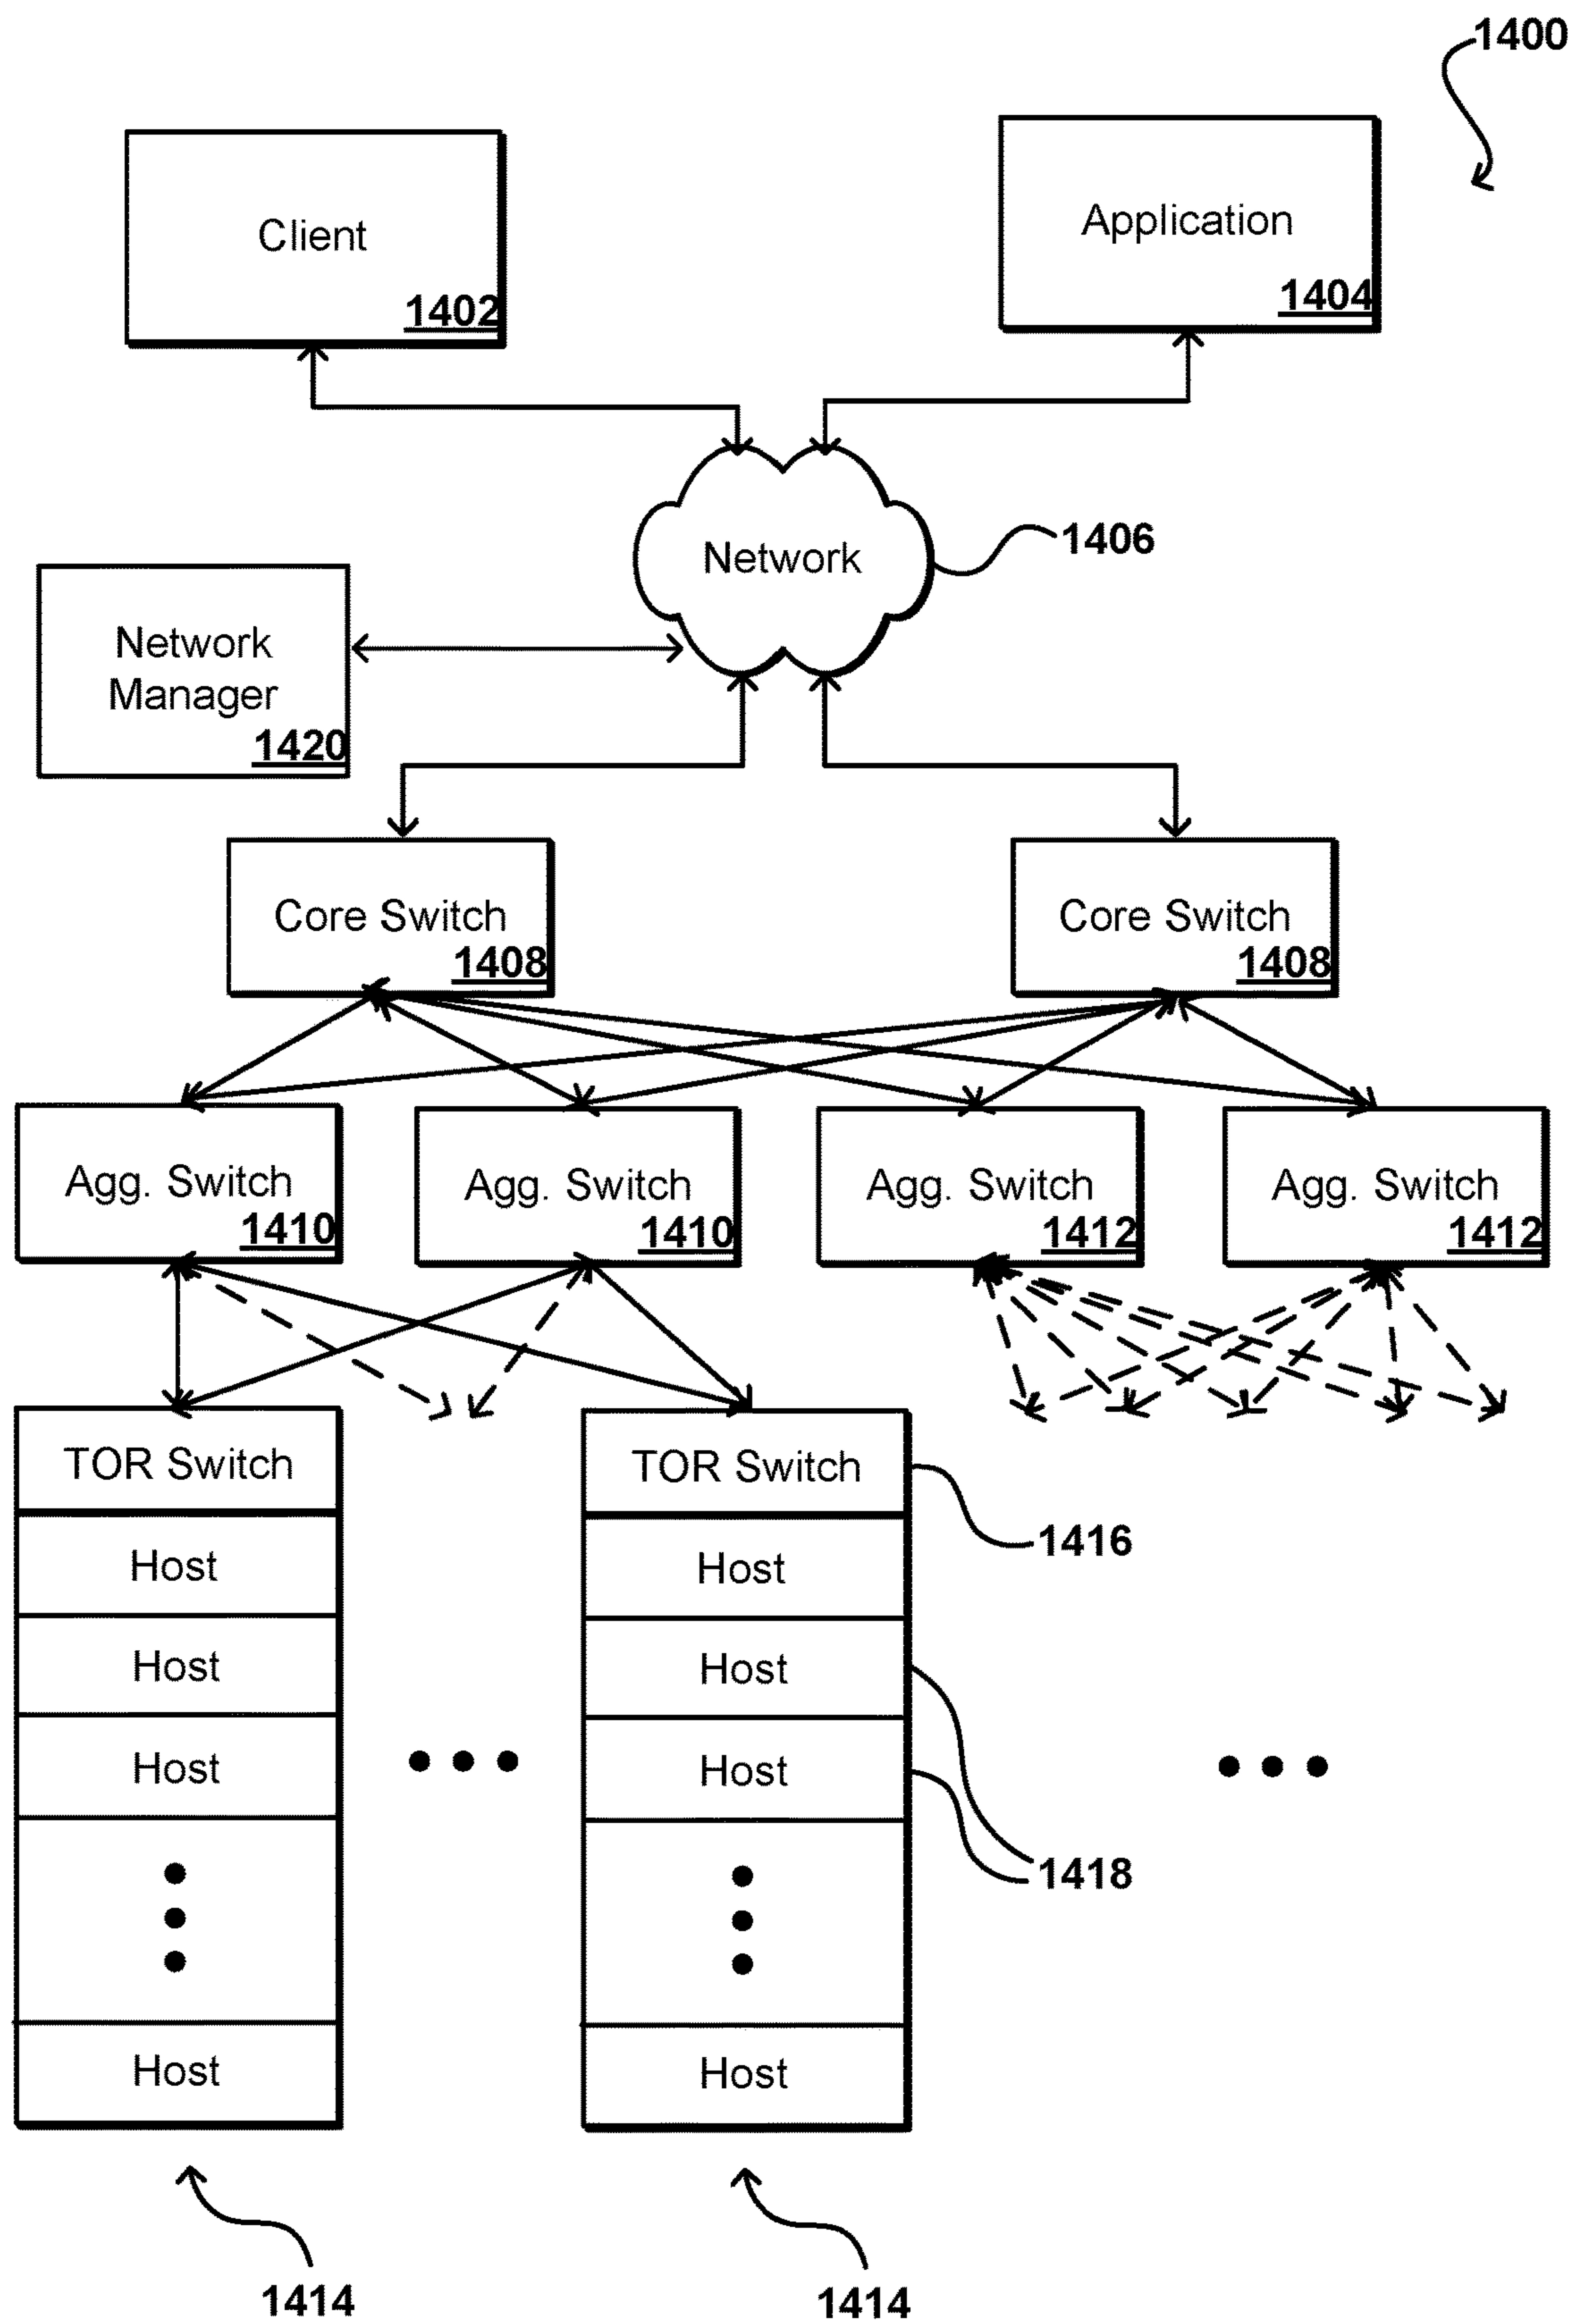 1400
Client
1402
Application
1404
Network
1406
Network
Manager
1420
Core Switch
1408
Core Switch
1408
Agg. Switch
1410
Agg. Switch
1410
Agg. Switch
1412
Agg. Switch
1412
TOR Switch
Host
Host
Host
Host
TOR Switch
Host
Host
Host
Host
1416
1418
1414
1414